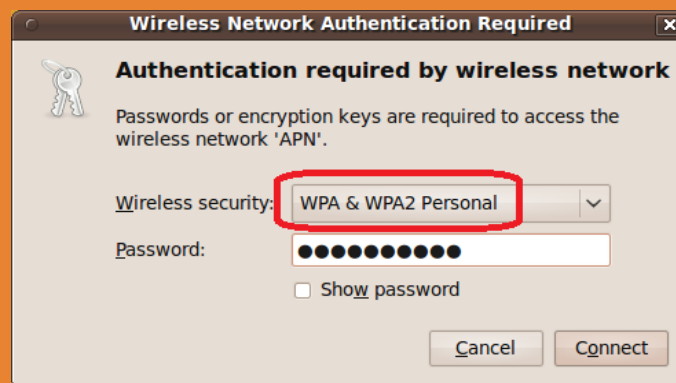 Wireless Network Authentication Required
Authentication required by wireless network
Passwords or encryption keys are required to access the
wireless network 'APN'.
Wireless security: WPA & WPA2 Personal
Password: ●●●●●●●●●●
Show password
Cancel Connect